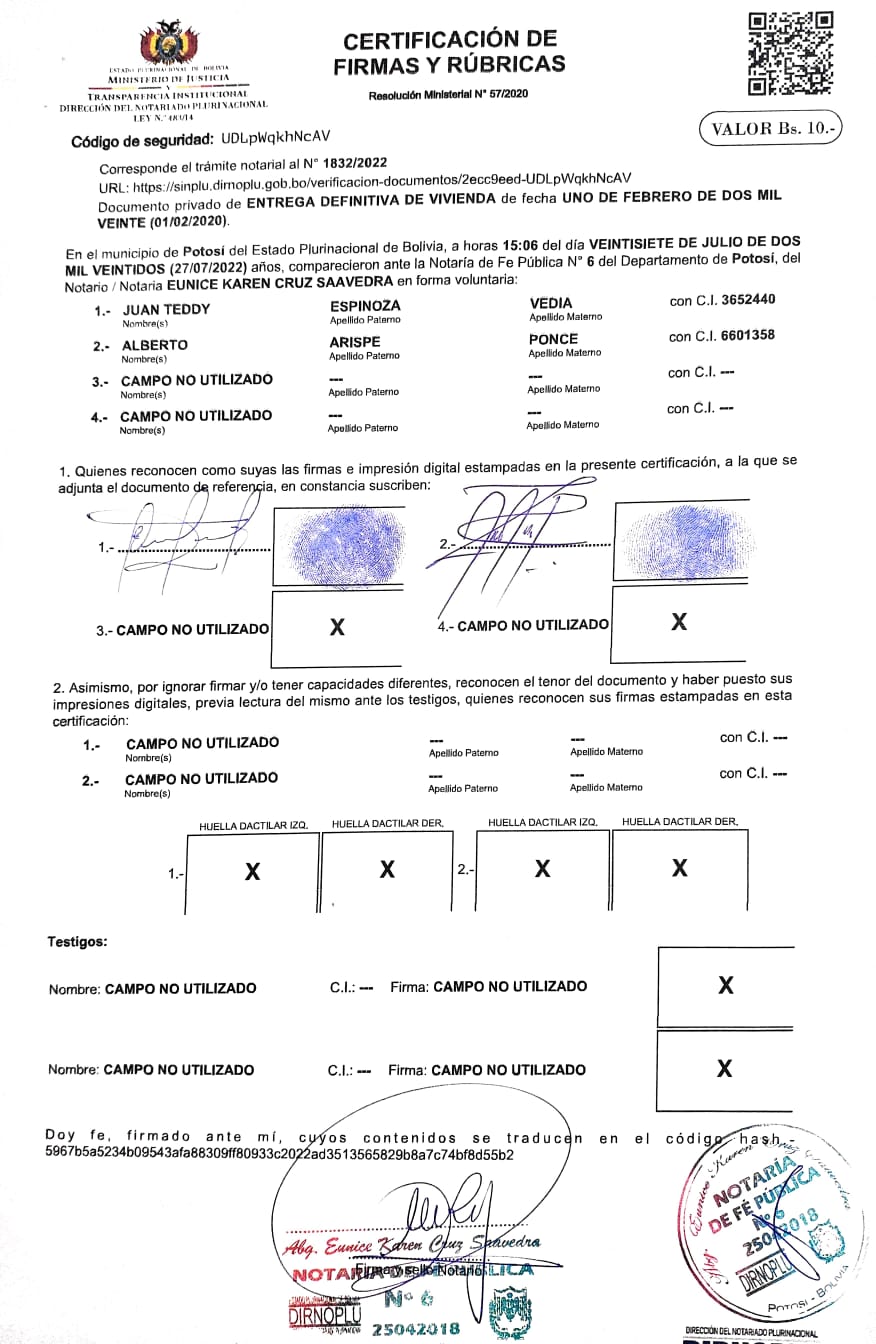 ESTADO PLURINACIONAL DE BOLIVIA
MINISTERIO DE JUSTICIA
Y
TRANSPARENCIA INSTITUCIONAL
DIRECCIÓN DEL NOTARIADO PLURINACIONAL
LEY N.° 483/14
CERTIFICACIÓN DE
FIRMAS Y RÚBRICAS
Resolución Ministerial N° 57/2020
VALOR Bs. 10.-
Código de seguridad: UDLpWqkhNcAV
Corresponde el trámite notarial al N° 1832/2022
URL: https://sinplu.dirnoplu.gob.bo/verificacion-documentos/2ecc9eed-UDLpWqkhNcAV
Documento privado de ENTREGA DEFINITIVA DE VIVIENDA de fecha UNO DE FEBRERO DE DOS MIL
VEINTE (01/02/2020).
En el municipio de Potosí del Estado Plurinacional de Bolivia, a horas 15:06 del día VEINTISIETE DE JULIO DE DOS
MIL VEINTIDOS (27/07/2022) años, comparecieron ante la Notaría de Fe Pública N° 6 del Departamento de Potosí, del
Notario / Notaria EUNICE KAREN CRUZ SAAVEDRA en forma voluntaria:
1.- JUAN TEDDY ESPINOZA VEDIA con C.I. 3652440
Nombre(s) Apellido Paterno Apellido Materno
2.- ALBERTO ARISPE PONCE con C.I. 6601358
Nombre(s) Apellido Paterno Apellido Materno
3.- CAMPO NO UTILIZADO --- --- con C.I. ---
Nombre(s) Apellido Paterno Apellido Materno
4.- CAMPO NO UTILIZADO --- --- con C.I. ---
Nombre(s) Apellido Paterno Apellido Materno
1. Quienes reconocen como suyas las firmas e impresión digital estampadas en la presente certificación, a la que se
adjunta el documento de referencia, en constancia suscriben:
1.- 2.-
3.- CAMPO NO UTILIZADO X 4.- CAMPO NO UTILIZADO X
2. Asimismo, por ignorar firmar y/o tener capacidades diferentes, reconocen el tenor del documento y haber puesto sus
impresiones digitales, previa lectura del mismo ante los testigos, quienes reconocen sus firmas estampadas en esta
certificación:
1.- CAMPO NO UTILIZADO --- --- con C.I. ---
Nombre(s) Apellido Paterno Apellido Materno
2.- CAMPO NO UTILIZADO --- --- con C.I. ---
Nombre(s) Apellido Paterno Apellido Materno
HUELLA DACTILAR IZQ. HUELLA DACTILAR DER. HUELLA DACTILAR IZQ. HUELLA DACTILAR DER.
1.- X X 2.- X X
Testigos:
Nombre: CAMPO NO UTILIZADO C.I.: --- Firma: CAMPO NO UTILIZADO X
Nombre: CAMPO NO UTILIZADO C.I.: --- Firma: CAMPO NO UTILIZADO X
Doy fe, firmado ante mí, cuyos contenidos se traducen en el código hash -
5967b5a5234b09543afa88309ff80933c2022ad3513565829b8a7c74bf8d55b2
Abg. Eunice Karen Cruz Saavedra
Firma y sello Notario
N° 6
DIRNOPLU
25042018
Eunice Karen Cruz Saavedra
NOTARÍA
DE FÉ PÚBLICA
N° 6
25042018
DIRNOPLU
POTOSI - BOLIVIA
DIRECCIÓN DEL NOTARIADO PLURINACIONAL